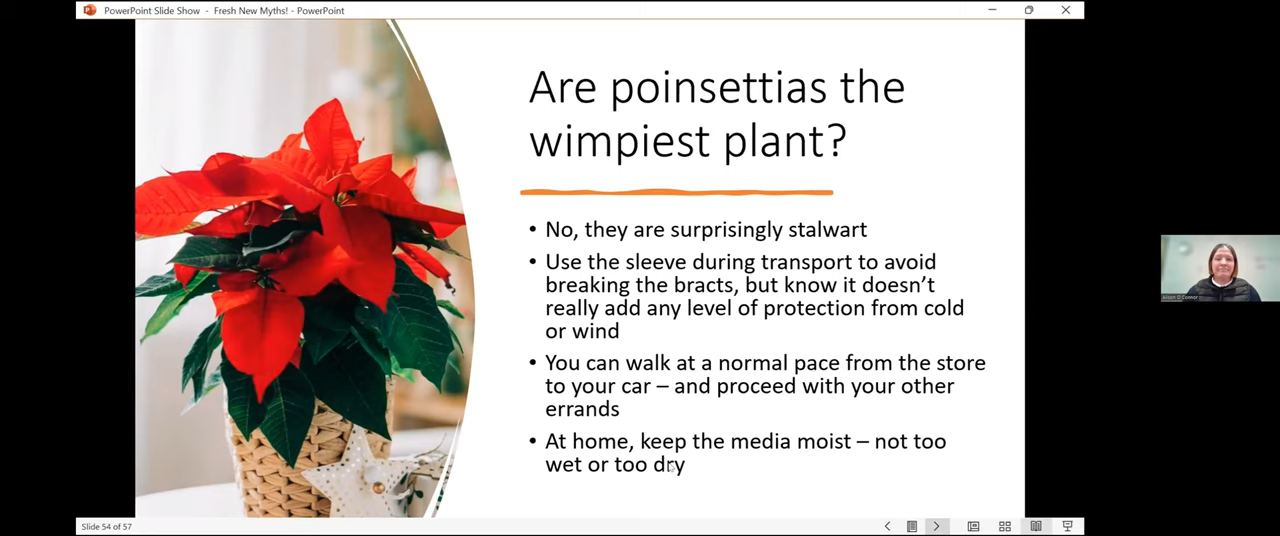 PowerPoint Slide Show - Fresh New Myths! - PowerPoint
Are poinsettias the
wimpiest plant?
• No, they are surprisingly stalwart
• Use the sleeve during transport to avoid
breaking the bracts, but know it doesn't
really add any level of protection from cold
or wind
• You can walk at a normal pace from the store
to your car – and proceed with your other
errands
• At home, keep the media moist – not too
wet or too dry
Alison O Connor
Slide 54 of 57